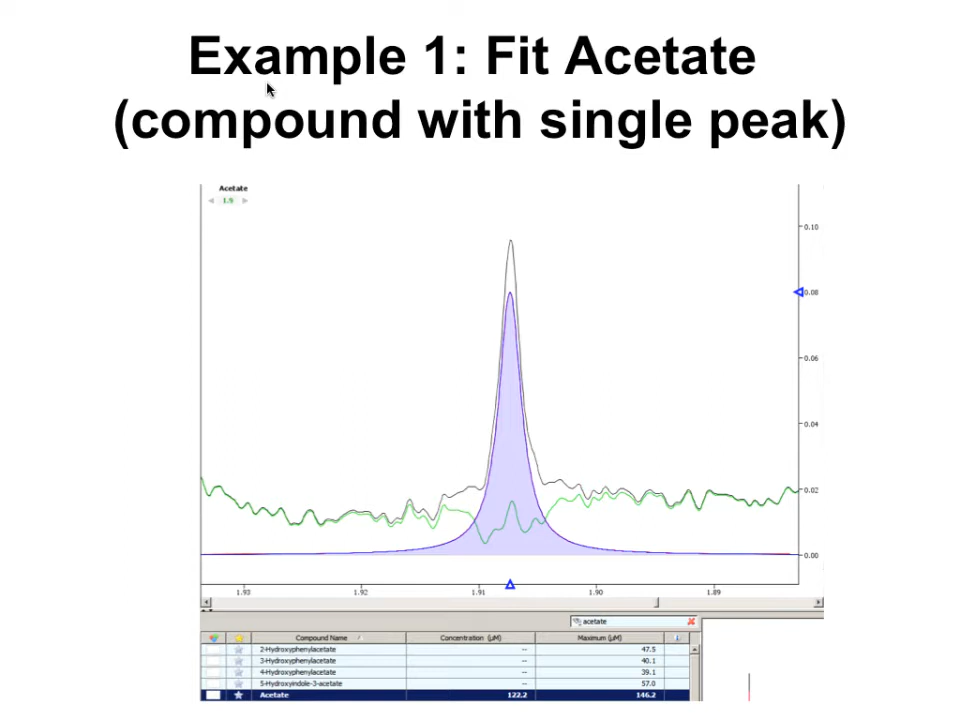 Example 1: Fit Acetate
(compound with single peak)
Acetate
1.9
0.10
0.08
0.06
0.04
0.02
0.00
1.93 1.92 1.91 1.90 1.89
acetate
Compound Name Concentration (µM) Maximum (µM)
2-Hydroxyphenylacetate -- 47.5
3-Hydroxyphenylacetate -- 40.1
4-Hydroxyphenylacetate -- 39.1
5-Hydroxyindole-3-acetate -- 57.0
Acetate 122.2 146.2